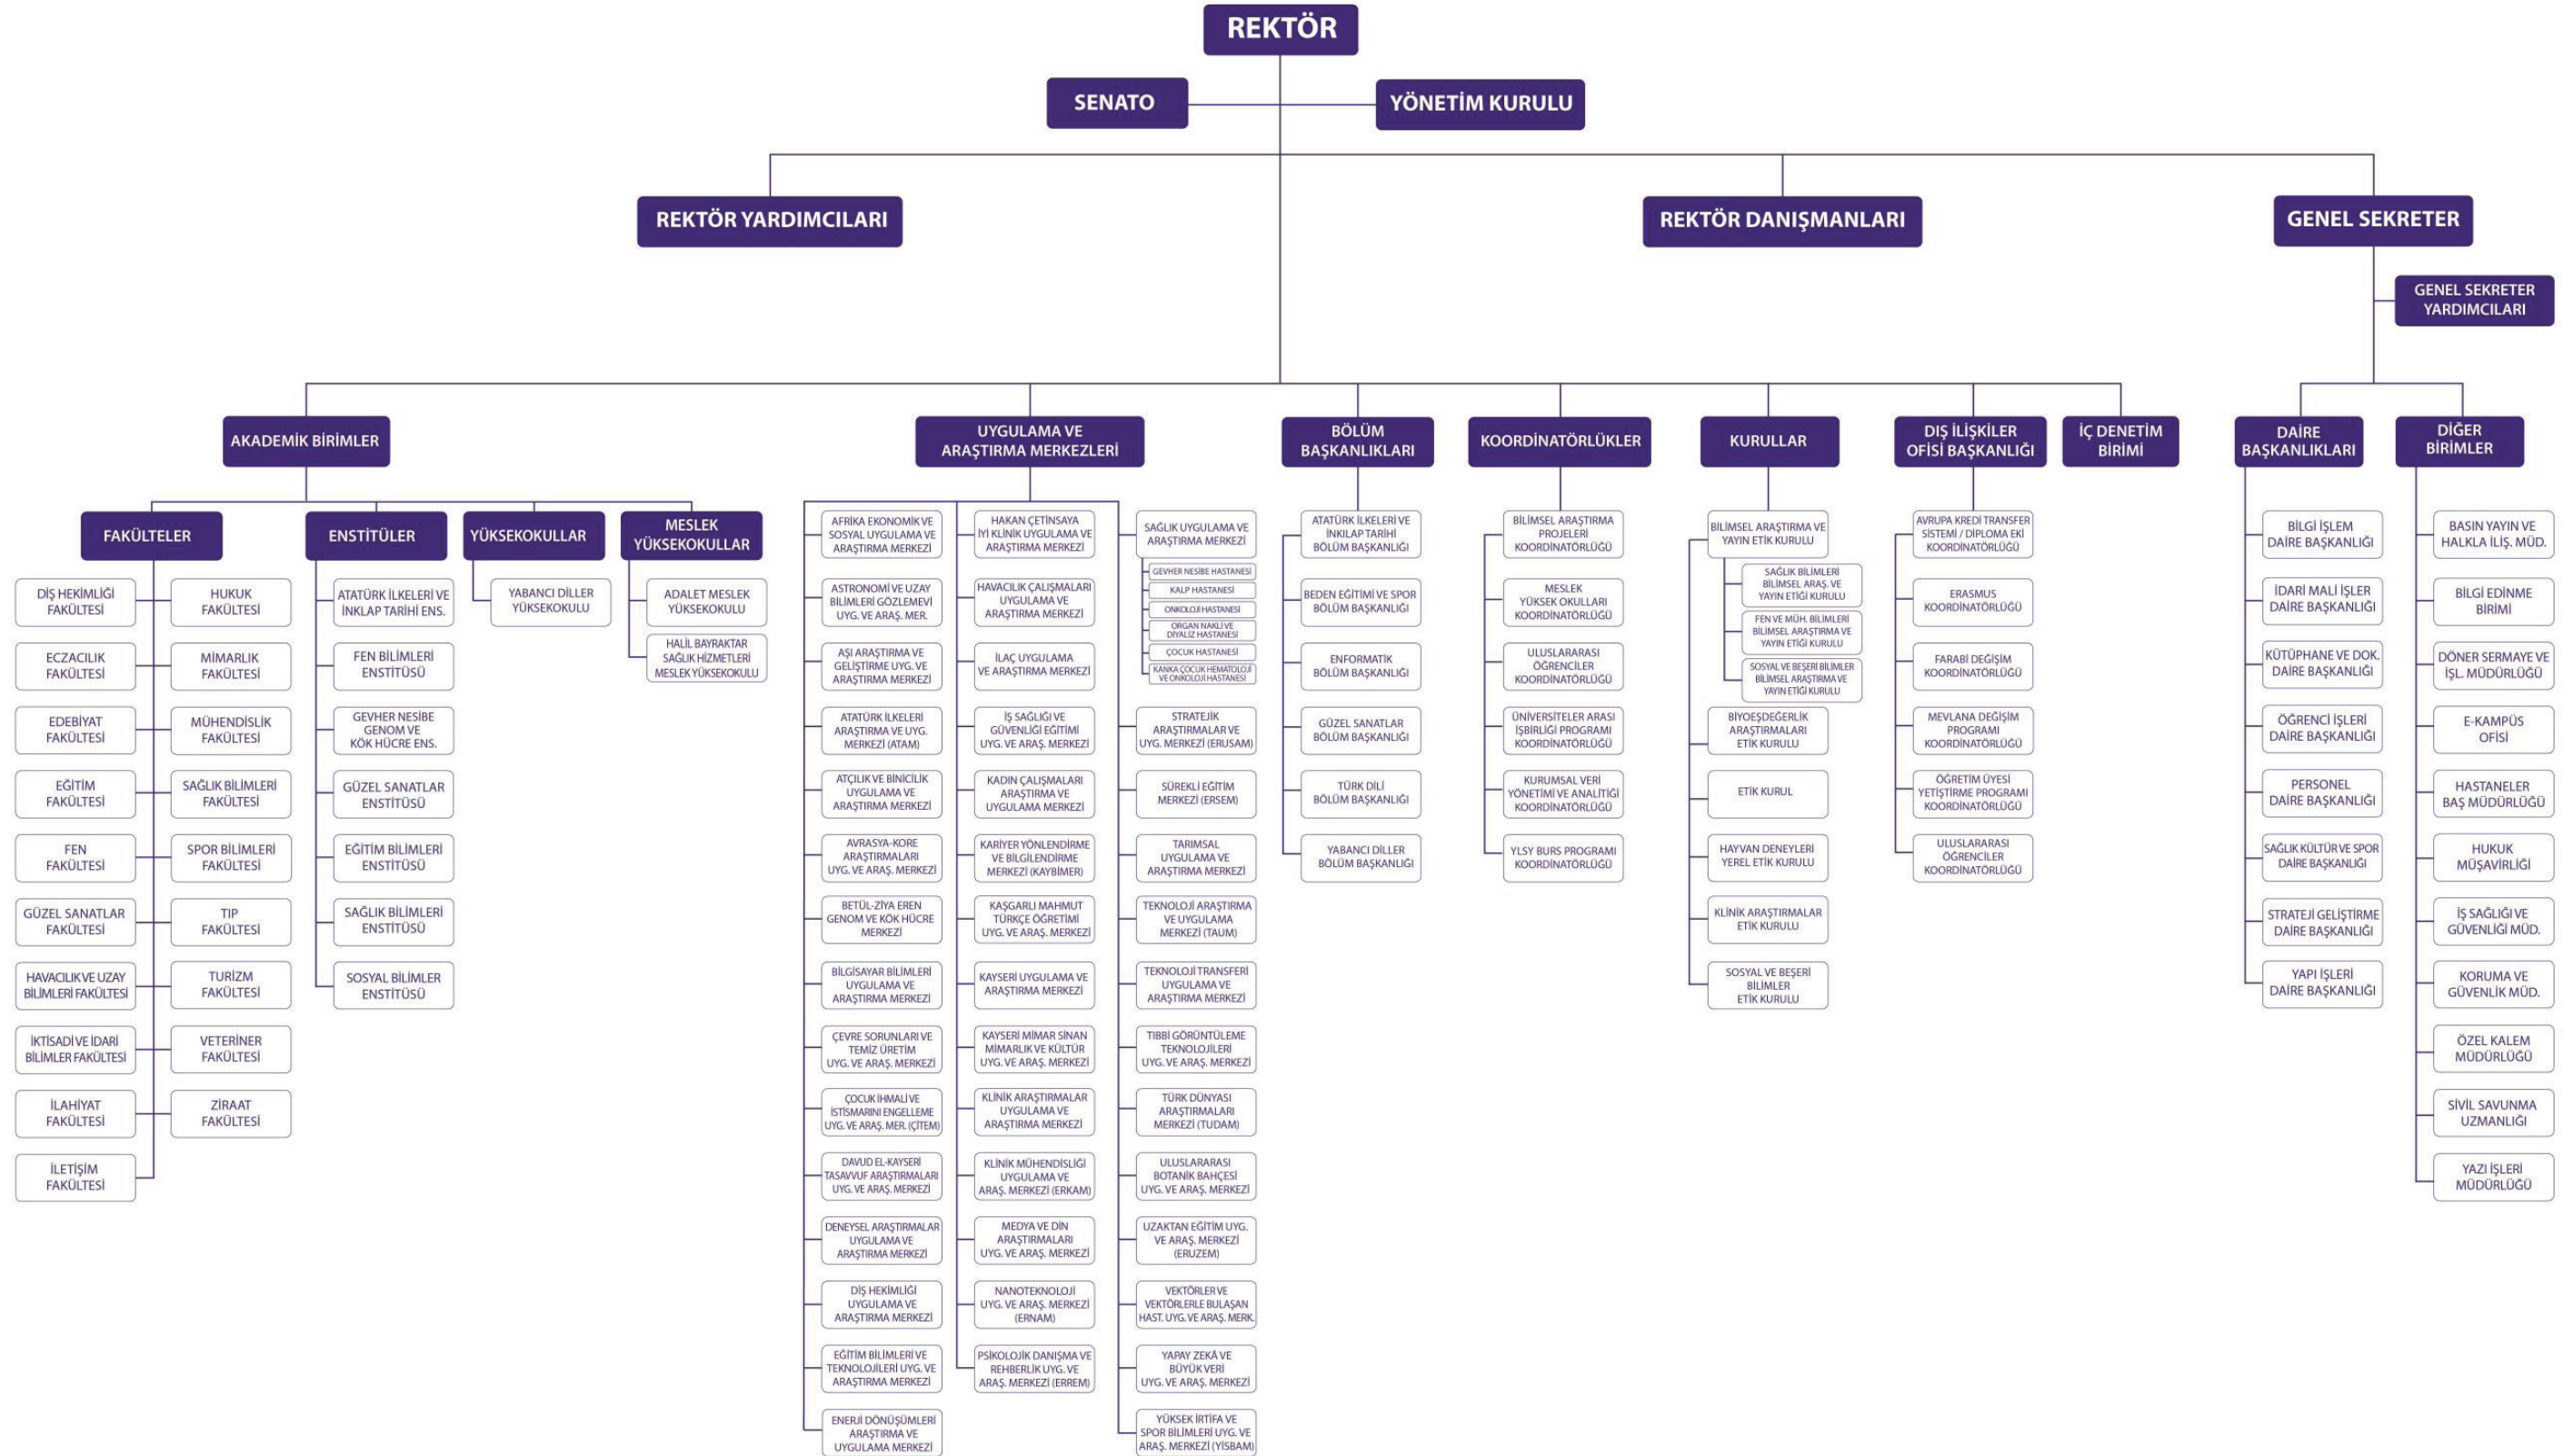 REKTÖR
SENATO
YÖNETİM KURULU
REKTÖR YARDIMCILARI
REKTÖR DANIŞMANLARI
GENEL SEKRETER
GENEL SEKRETER
YARDIMCILARI
AKADEMİK BİRİMLER
UYGULAMA VE
ARAŞTIRMA MERKEZLERİ
BÖLÜM
BAŞKANLIKLARI
KOORDİNATÖRLÜKLER
KURULLAR
DIŞ İLİŞKİLER
OFİSİ BAŞKANLIĞI
İÇ DENETİM
BİRİMİ
DAİRE
BAŞKANLIKLARI
DİĞER
BİRİMLER
FAKÜLTELER
DİŞ HEKİMLİĞİ
FAKÜLTESİ
ECZACILIK
FAKÜLTESİ
EDEBİYAT
FAKÜLTESİ
EĞİTİM
FAKÜLTESİ
FEN
FAKÜLTESİ
GÜZEL SANATLAR
FAKÜLTESİ
HAVACILIK VE UZAY
BİLİMLERİ FAKÜLTESİ
İKTİSADİ VE İDARİ
BİLİMLER FAKÜLTESİ
İLAHİYAT
FAKÜLTESİ
İLETİŞİM
FAKÜLTESİ
HUKUK
FAKÜLTESİ
MİMARLIK
FAKÜLTESİ
MÜHENDİSLİK
FAKÜLTESİ
SAĞLIK BİLİMLERİ
FAKÜLTESİ
SPOR BİLİMLERİ
FAKÜLTESİ
TIP
FAKÜLTESİ
TURİZM
FAKÜLTESİ
VETERİNER
FAKÜLTESİ
ZİRAAT
FAKÜLTESİ
ENSTİTÜLER
ATATÜRK İLKELERİ VE
İNKLAP TARİHİ ENS.
FEN BİLİMLERİ
ENSTİTÜSÜ
GEVHER NESİBE
GENOM VE
KÖK HÜCRE ENS.
GÜZEL SANATLAR
ENSTİTÜSÜ
EĞİTİM BİLİMLERİ
ENSTİTÜSÜ
SAĞLIK BİLİMLERİ
ENSTİTÜSÜ
SOSYAL BİLİMLER
ENSTİTÜSÜ
YÜKSEKOKULLAR
YABANCI DİLLER
YÜKSEKOKULU
MESLEK
YÜKSEKOKULLAR
ADALET MESLEK
YÜKSEKOKULU
HALİL BAYRAKTAR
SAĞLIK HİZMETLERİ
MESLEK YÜKSEKOKULU
AFRİKA EKONOMİK VE
SOSYAL UYGULAMA VE
ARAŞTIRMA MERKEZİ
ASTRONOMİ VE UZAY
BİLİMLERİ GÖZLEMEVİ
UYG. VE ARAŞ. MER.
AŞI ARAŞTIRMA VE
GELİŞTİRME UYG. VE
ARAŞTIRMA MERKEZİ
ATATÜRK İLKELERİ
ARAŞTIRMA VE UYG.
MERKEZİ (ATAM)
ATÇILIK VE BİNİCİLİK
UYGULAMA VE
ARAŞTIRMA MERKEZİ
AVRASYA-KORE
ARAŞTIRMALARI
UYG. VE ARAŞ. MERKEZİ
BETÜL-ZİYA EREN
GENOM VE KÖK HÜCRE
MERKEZİ
BİLGİSAYAR BİLİMLERİ
UYGULAMA VE
ARAŞTIRMA MERKEZİ
ÇEVRE SORUNLARI VE
TEMİZ ÜRETİM
UYG. VE ARAŞ. MERKEZİ
ÇOCUK İHMALİ VE
İSTİSMARINI ENGELLEME
UYG. VE ARAŞ. MER. (ÇİTEM)
DAVUD EL-KAYSERİ
TASAVVUF ARAŞTIRMALARI
UYG. VE ARAŞ. MERKEZİ
DENEYSEL ARAŞTIRMALAR
UYGULAMA VE
ARAŞTIRMA MERKEZİ
DİŞ HEKİMLİĞİ
UYGULAMA VE
ARAŞTIRMA MERKEZİ
EĞİTİM BİLİMLERİ VE
TEKNOLOJİLERİ UYG. VE
ARAŞTIRMA MERKEZİ
ENERJİ DÖNÜŞÜMLERİ
ARAŞTIRMA VE
UYGULAMA MERKEZİ
HAKAN ÇETİNSAYA
İYİ KLİNİK UYGULAMA VE
ARAŞTIRMA MERKEZİ
HAVACILIK ÇALIŞMALARI
UYGULAMA VE
ARAŞTIRMA MERKEZİ
İLAÇ UYGULAMA
VE ARAŞTIRMA MERKEZİ
İŞ SAĞLIĞI VE
GÜVENLİĞİ EĞİTİMİ
UYG. VE ARAŞ. MERKEZİ
KADIN ÇALIŞMALARI
ARAŞTIRMA VE
UYGULAMA MERKEZİ
KARİYER YÖNLENDİRME
VE BİLGİLENDİRME
MERKEZİ (KAYBİMER)
KAŞGARLI MAHMUT
TÜRKÇE ÖĞRETİMİ
UYG. VE ARAŞ. MERKEZİ
KAYSERİ UYGULAMA VE
ARAŞTIRMA MERKEZİ
KAYSERİ MİMAR SİNAN
MİMARLIK VE KÜLTÜR
UYG. VE ARAŞ. MERKEZİ
KLİNİK ARAŞTIRMALAR
UYGULAMA VE
ARAŞTIRMA MERKEZİ
KLİNİK MÜHENDİSLİĞİ
UYGULAMA VE
ARAŞ. MERKEZİ (ERKAM)
MEDYA VE DİN
ARAŞTIRMALARI
UYG. VE ARAŞ. MERKEZİ
NANOTEKNOLOJİ
UYG. VE ARAŞ. MERKEZİ
(ERNAM)
PSİKOLOJİK DANIŞMA VE
REHBERLİK UYG. VE
ARAŞ. MERKEZİ (ERREM)
SAĞLIK UYGULAMA VE
ARAŞTIRMA MERKEZİ
GEVHER NESİBE HASTANESİ
KALP HASTANESİ
ONKOLOJİ HASTANESİ
ORGAN NAKLİ VE
DİYALİZ HASTANESİ
ÇOCUK HASTANESİ
KANKA ÇOCUK HEMATOLOJİ
VE ONKOLOJİ HASTANESİ
STRATEJİK
ARAŞTIRMALAR VE
UYG. MERKEZİ (ERUSAM)
SÜREKLİ EĞİTİM
MERKEZİ (ERSEM)
TARIMSAL
UYGULAMA VE
ARAŞTIRMA MERKEZİ
TEKNOLOJİ ARAŞTIRMA
VE UYGULAMA
MERKEZİ (TAUM)
TEKNOLOJİ TRANSFERİ
UYGULAMA VE
ARAŞTIRMA MERKEZİ
TIBBİ GÖRÜNTÜLEME
TEKNOLOJİLERİ
UYG. VE ARAŞ. MERKEZİ
TÜRK DÜNYASI
ARAŞTIRMALARI
MERKEZİ (TUDAM)
ULUSLARARASI
BOTANİK BAHÇESİ
UYG. VE ARAŞ. MERKEZİ
UZAKTAN EĞİTİM UYG.
VE ARAŞ. MERKEZİ
(ERUZEM)
VEKTÖRLER VE
VEKTÖRLERLE BULAŞAN
HAST. UYG. VE ARAŞ. MERK.
YAPAY ZEKÂ VE
BÜYÜK VERİ
UYG. VE ARAŞ. MERKEZİ
YÜKSEK İRTİFA VE
SPOR BİLİMLERİ UYG. VE
ARAŞ. MERKEZİ (YİSBAM)
ATATÜRK İLKELERİ VE
İNKILAP TARİHİ
BÖLÜM BAŞKANLIĞI
BEDEN EĞİTİMİ VE SPOR
BÖLÜM BAŞKANLIĞI
ENFORMATİK
BÖLÜM BAŞKANLIĞI
GÜZEL SANATLAR
BÖLÜM BAŞKANLIĞI
TÜRK DİLİ
BÖLÜM BAŞKANLIĞI
YABANCI DİLLER
BÖLÜM BAŞKANLIĞI
BİLİMSEL ARAŞTIRMA
PROJELERİ
KOORDİNATÖRLÜĞÜ
MESLEK
YÜKSEK OKULLARI
KOORDİNATÖRLÜĞÜ
ULUSLARARASI
ÖĞRENCİLER
KOORDİNATÖRLÜĞÜ
ÜNİVERSİTELER ARASI
İŞBİRLİĞİ PROGRAMI
KOORDİNATÖRLÜĞÜ
KURUMSAL VERİ
YÖNETİMİ VE ANALİTİĞİ
KOORDİNATÖRLÜĞÜ
YLSY BURS PROGRAMI
KOORDİNATÖRLÜĞÜ
BİLİMSEL ARAŞTIRMA VE
YAYIN ETİK KURULU
SAĞLIK BİLİMLERİ
BİLİMSEL ARAŞ. VE
YAYIN ETİĞİ KURULU
FEN VE MÜH. BİLİMLERİ
BİLİMSEL ARAŞTIRMA VE
YAYIN ETİĞİ KURULU
SOSYAL VE BEŞERİ BİLİMLER
BİLİMSEL ARAŞTIRMA VE
YAYIN ETİĞİ KURULU
BİYOEŞDEĞERLİK
ARAŞTIRMALARI
ETİK KURULU
ETİK KURUL
HAYVAN DENEYLERİ
YEREL ETİK KURULU
KLİNİK ARAŞTIRMALAR
ETİK KURULU
SOSYAL VE BEŞERİ
BİLİMLER
ETİK KURULU
AVRUPA KREDİ TRANSFER
SİSTEMİ / DİPLOMA EKİ
KOORDİNATÖRLÜĞÜ
ERASMUS
KOORDİNATÖRLÜĞÜ
FARABİ DEĞİŞİM
KOORDİNATÖRLÜĞÜ
MEVLANA DEĞİŞİM
PROGRAMI
KOORDİNATÖRLÜĞÜ
ÖĞRETİM ÜYESİ
YETİŞTİRME PROGRAMI
KOORDİNATÖRLÜĞÜ
ULUSLARARASI
ÖĞRENCİLER
KOORDİNATÖRLÜĞÜ
BİLGİ İŞLEM
DAİRE BAŞKANLIĞI
İDARİ MALİ İŞLER
DAİRE BAŞKANLIĞI
KÜTÜPHANE VE DOK.
DAİRE BAŞKANLIĞI
ÖĞRENCİ İŞLERİ
DAİRE BAŞKANLIĞI
PERSONEL
DAİRE BAŞKANLIĞI
SAĞLIK KÜLTÜR VE SPOR
DAİRE BAŞKANLIĞI
STRATEJİ GELİŞTİRME
DAİRE BAŞKANLIĞI
YAPI İŞLERİ
DAİRE BAŞKANLIĞI
BASIN YAYIN VE
HALKLA İLİŞ. MÜD.
BİLGİ EDİNME
BİRİMİ
DÖNER SERMAYE VE
İŞL. MÜDÜRLÜĞÜ
E-KAMPÜS
OFİSİ
HASTANELER
BAŞ MÜDÜRLÜĞÜ
HUKUK
MÜŞAVİRLİĞİ
İŞ SAĞLIĞI VE
GÜVENLİĞİ MÜD.
KORUMA VE
GÜVENLİK MÜD.
ÖZEL KALEM
MÜDÜRLÜĞÜ
SİVİL SAVUNMA
UZMANLIĞI
YAZI İŞLERİ
MÜDÜRLÜĞÜ